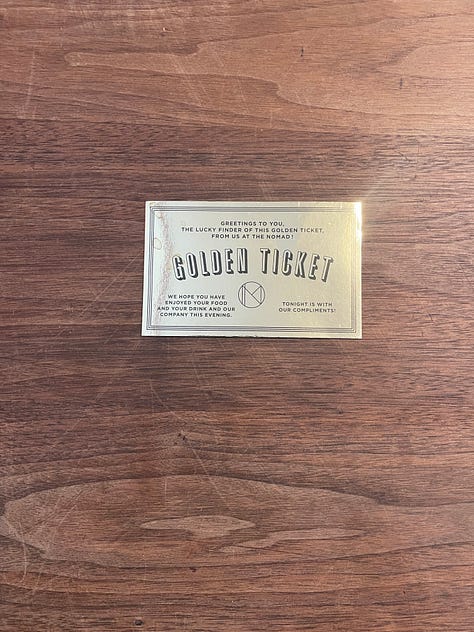 GREETINGS TO YOU,
THE LUCKY FINDER OF THIS GOLDEN TICKET,
FROM US AT THE NOMAD!
GOLDEN TICKET
WE HOPE YOU HAVE
ENJOYED YOUR FOOD
AND YOUR DRINK AND OUR
COMPANY THIS EVENING.
TONIGHT IS WITH
OUR COMPLIMENTS!